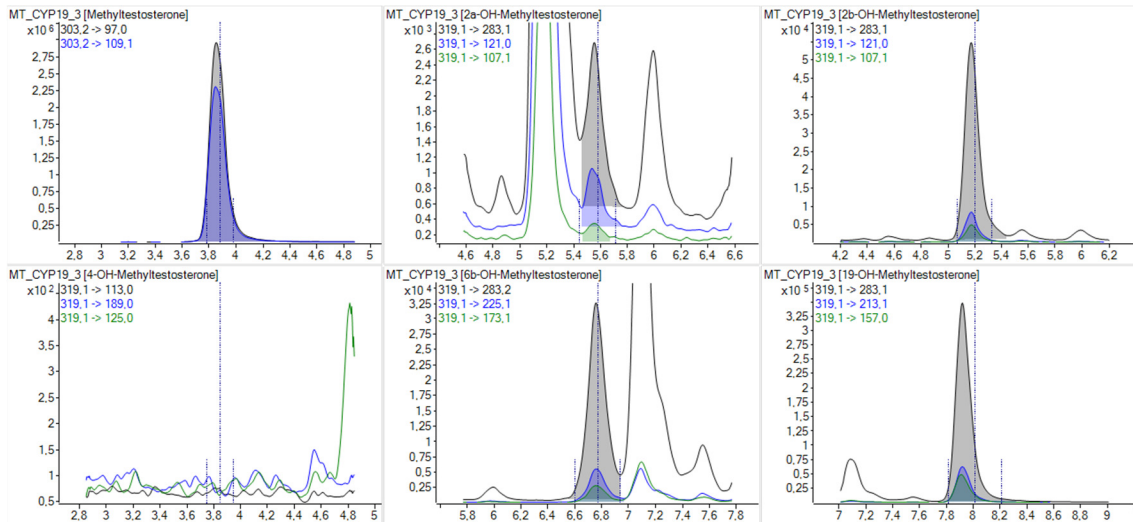 MT_CYP19_3 [Methyltestosterone]
x10 6
303,2 -> 97,0
303,2 -> 109,1
2,75
2,5
2,25
2
1,75
1,5
1,25
1
0,75
0,5
0,25
2,8 3 3,2 3,4 3,6 3,8 4 4,2 4,4 4,6 4,8 5
MT_CYP19_3 [2a-OH-Methyltestosterone]
x10 3
319,1 -> 283,1
319,1 -> 121,0
319,1 -> 107,1
2,6
2,4
2,2
2
1,8
1,6
1,4
1,2
1
0,8
0,6
0,4
0,2
4,6 4,8 5 5,2 5,4 5,6 5,8 6 6,2 6,4 6,6
MT_CYP19_3 [2b-OH-Methyltestosterone]
x10 4
319,1 -> 283,1
319,1 -> 121,0
319,1 -> 107,1
5
4,5
4
3,5
3
2,5
2
1,5
1
0,5
4,2 4,4 4,6 4,8 5 5,2 5,4 5,6 5,8 6 6,2
MT_CYP19_3 [4-OH-Methyltestosterone]
x10 2
319,1 -> 113,0
319,1 -> 189,0
319,1 -> 125,0
4
3,5
3
2,5
2
1,5
1
0,5
2,8 3 3,2 3,4 3,6 3,8 4 4,2 4,4 4,6 4,8 5
MT_CYP19_3 [6b-OH-Methyltestosterone]
x10 4
319,1 -> 283,2
319,1 -> 225,1
319,1 -> 173,1
3,25
3
2,75
2,5
2,25
2
1,75
1,5
1,25
1
0,75
0,5
0,25
5,8 6 6,2 6,4 6,6 6,8 7 7,2 7,4 7,6 7,8
MT_CYP19_3 [19-OH-Methyltestosterone]
x10 5
319,1 -> 283,1
319,1 -> 213,1
319,1 -> 157,0
3,25
3
2,75
2,5
2,25
2
1,75
1,5
1,25
1
0,75
0,5
0,25
7 7,2 7,4 7,6 7,8 8 8,2 8,4 8,6 8,8 9